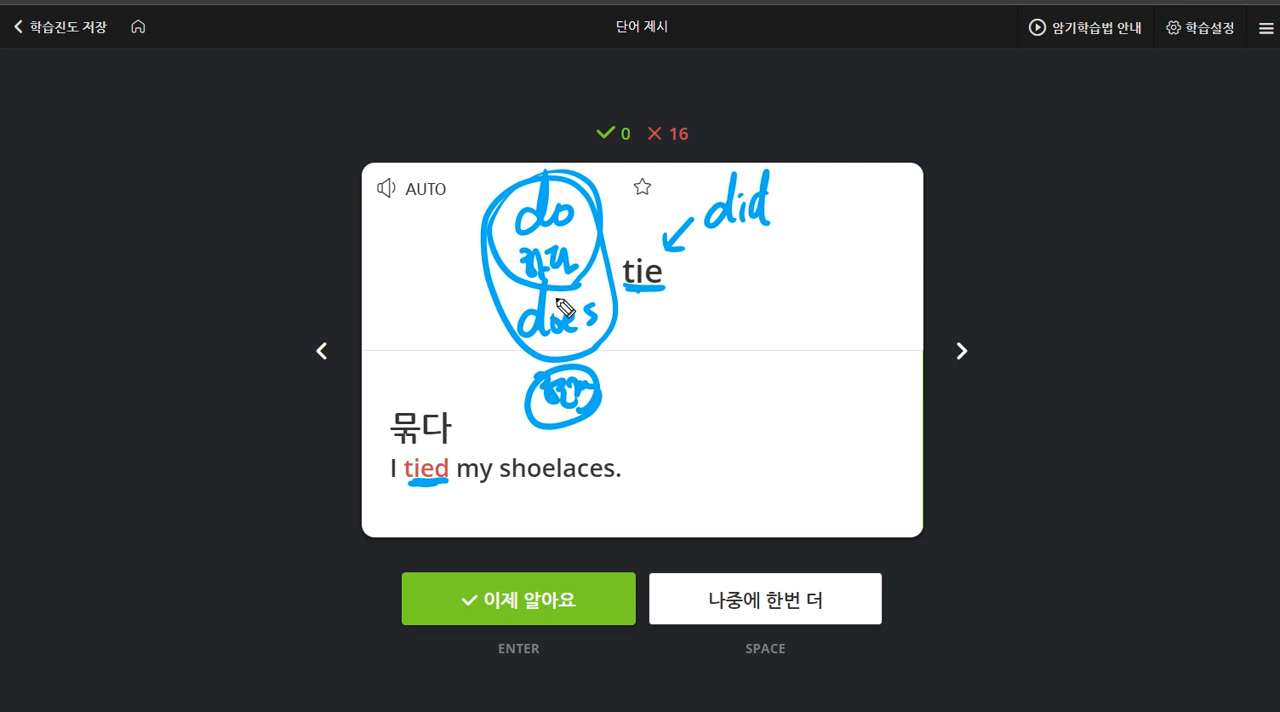 학습진도 저장
단어 제시
암기학습법 안내
학습설정
0 16
AUTO
do
하다
does
did
tie
묶다
I tied my shoelaces.
이제 알아요
나중에 한번 더
ENTER
SPACE